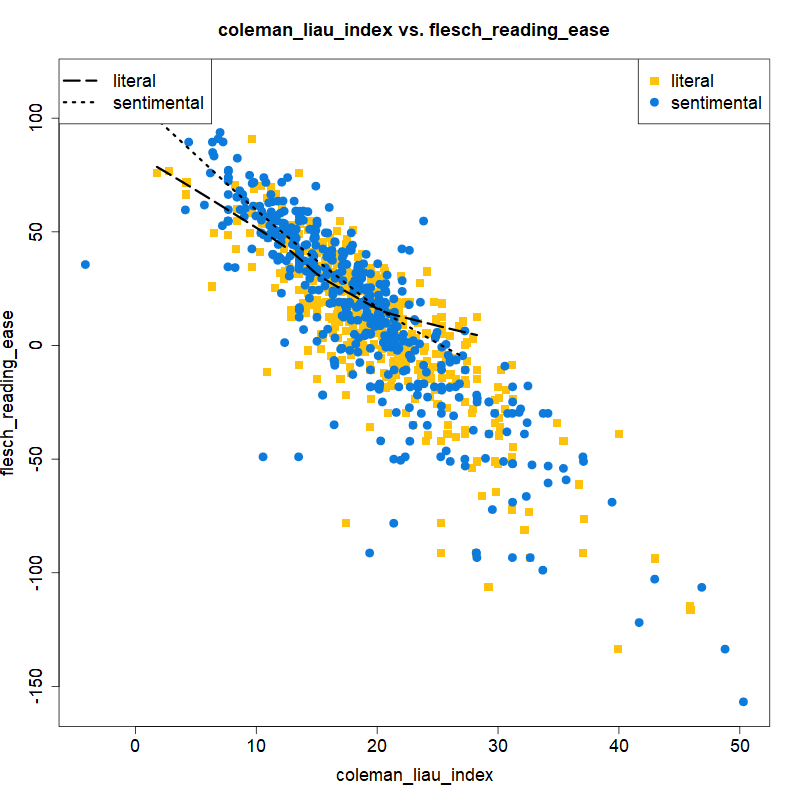 coleman_liau_index vs. flesch_reading_ease
literal
sentimental
literal
sentimental
flesch_reading_ease
100
50
0
-50
-100
-150
0 10 20 30 40 50
coleman_liau_index